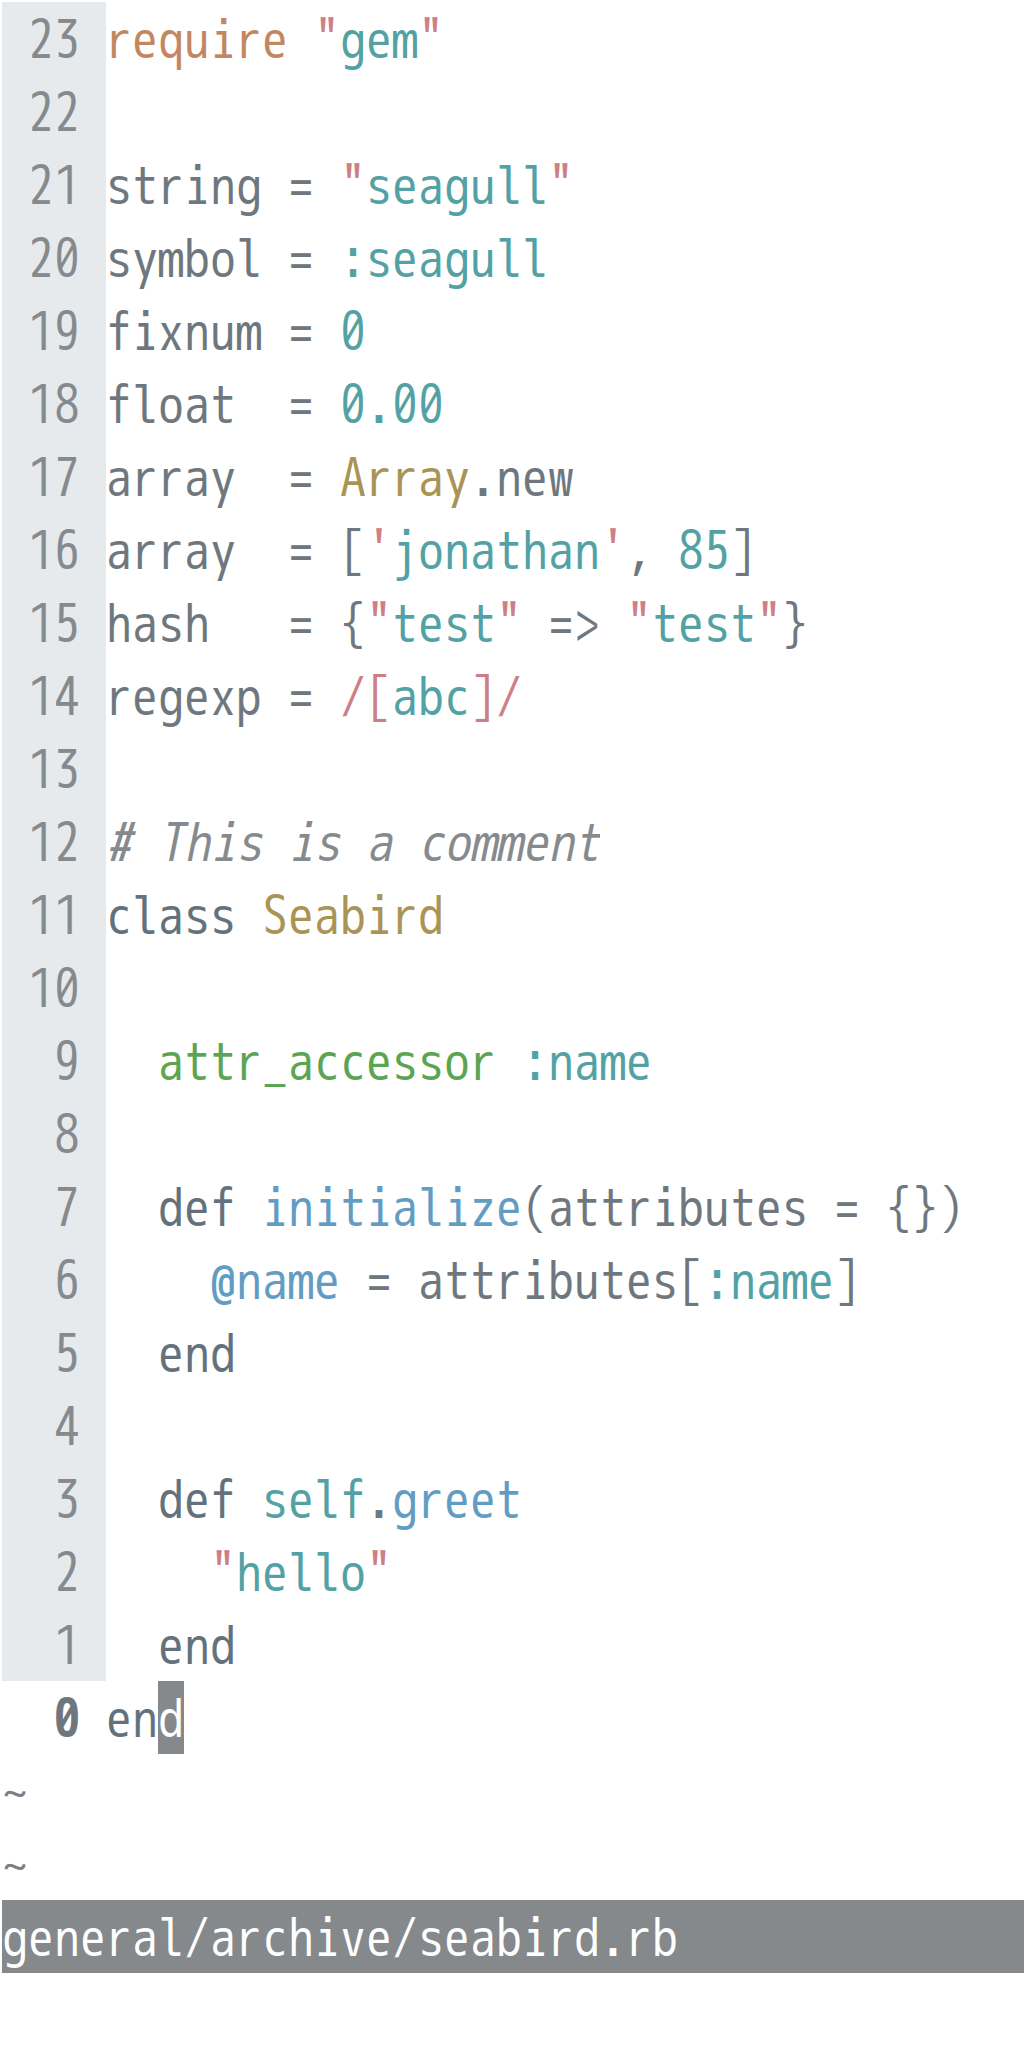 23 require "gem"
22
21 string = "seagull"
20 symbol = :seagull
19 fixnum = 0
18 float  = 0.00
17 array  = Array.new
16 array  = ['jonathan', 85]
15 hash   = {"test" => "test"}
14 regexp = /[abc]/
13
12 # This is a comment
11 class Seabird
10
 9   attr_accessor :name
 8
 7   def initialize(attributes = {})
 6     @name = attributes[:name]
 5   end
 4
 3   def self.greet
 2     "hello"
 1   end
 0 end
~
~
general/archive/seabird.rb